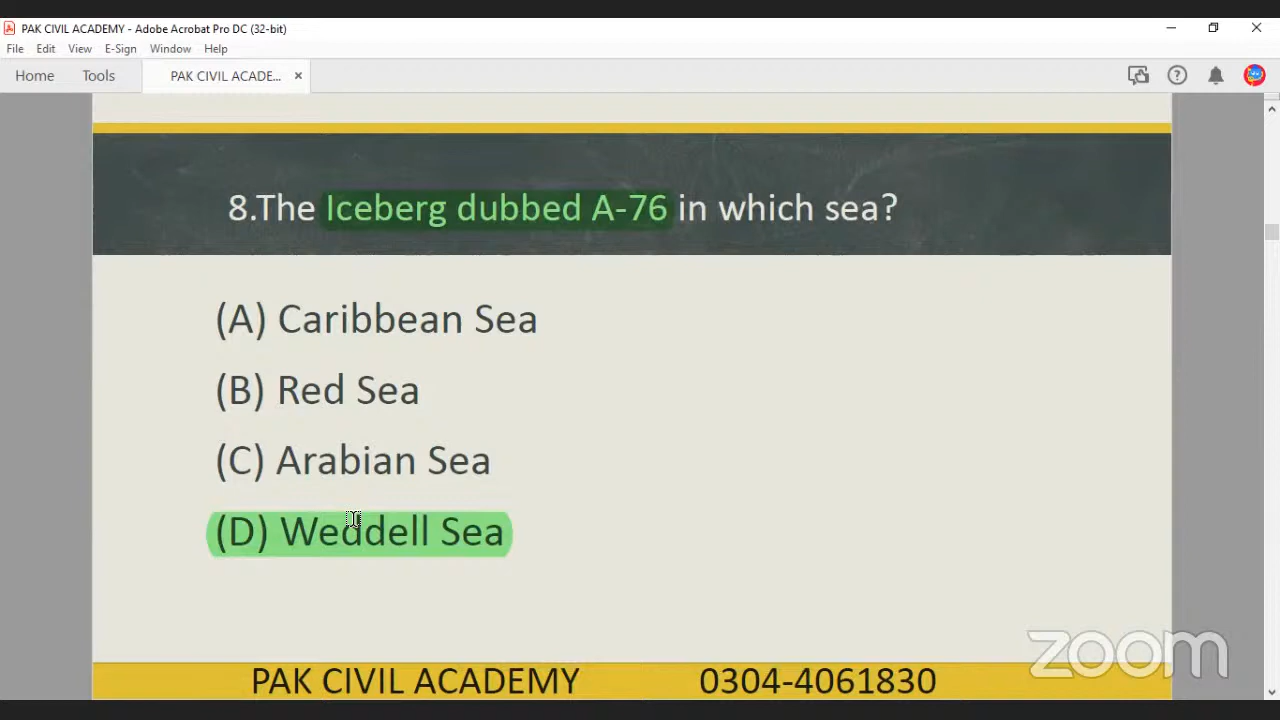 PAK CIVIL ACADEMY - Adobe Acrobat Pro DC (32-bit)
File Edit View E-Sign Window Help
Home Tools PAK CIVIL ACADE... ×
8.The Iceberg dubbed A-76 in which sea?
(A) Caribbean Sea
(B) Red Sea
(C) Arabian Sea
(D) Weddell Sea
zoom
PAK CIVIL ACADEMY 0304-4061830